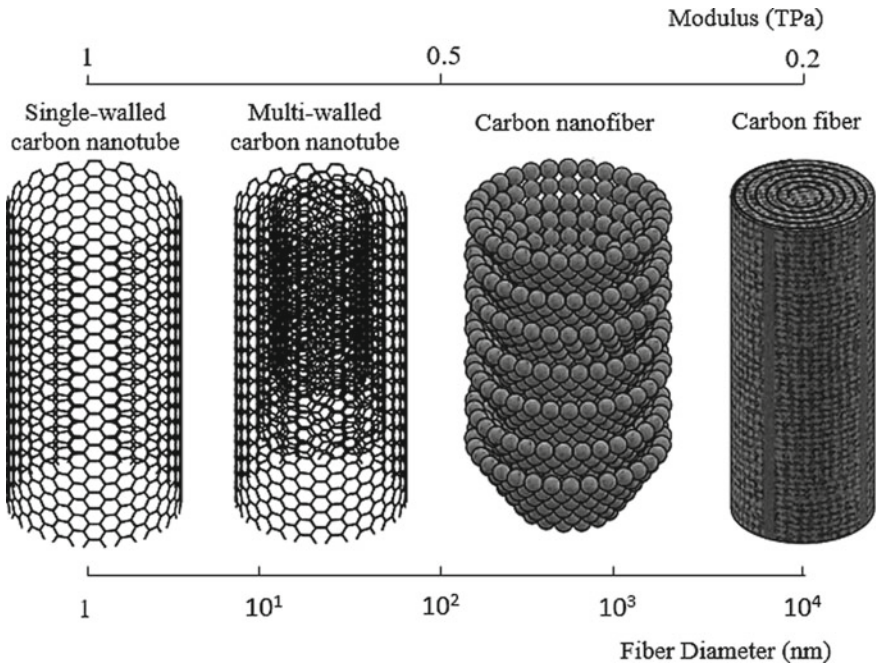 Modulus (TPa)
1 0.5 0.2
Single-walled
carbon nanotube
Multi-walled
carbon nanotube
Carbon nanofiber
Carbon fiber
1 10¹ 10² 10³ 10⁴
Fiber Diameter (nm)